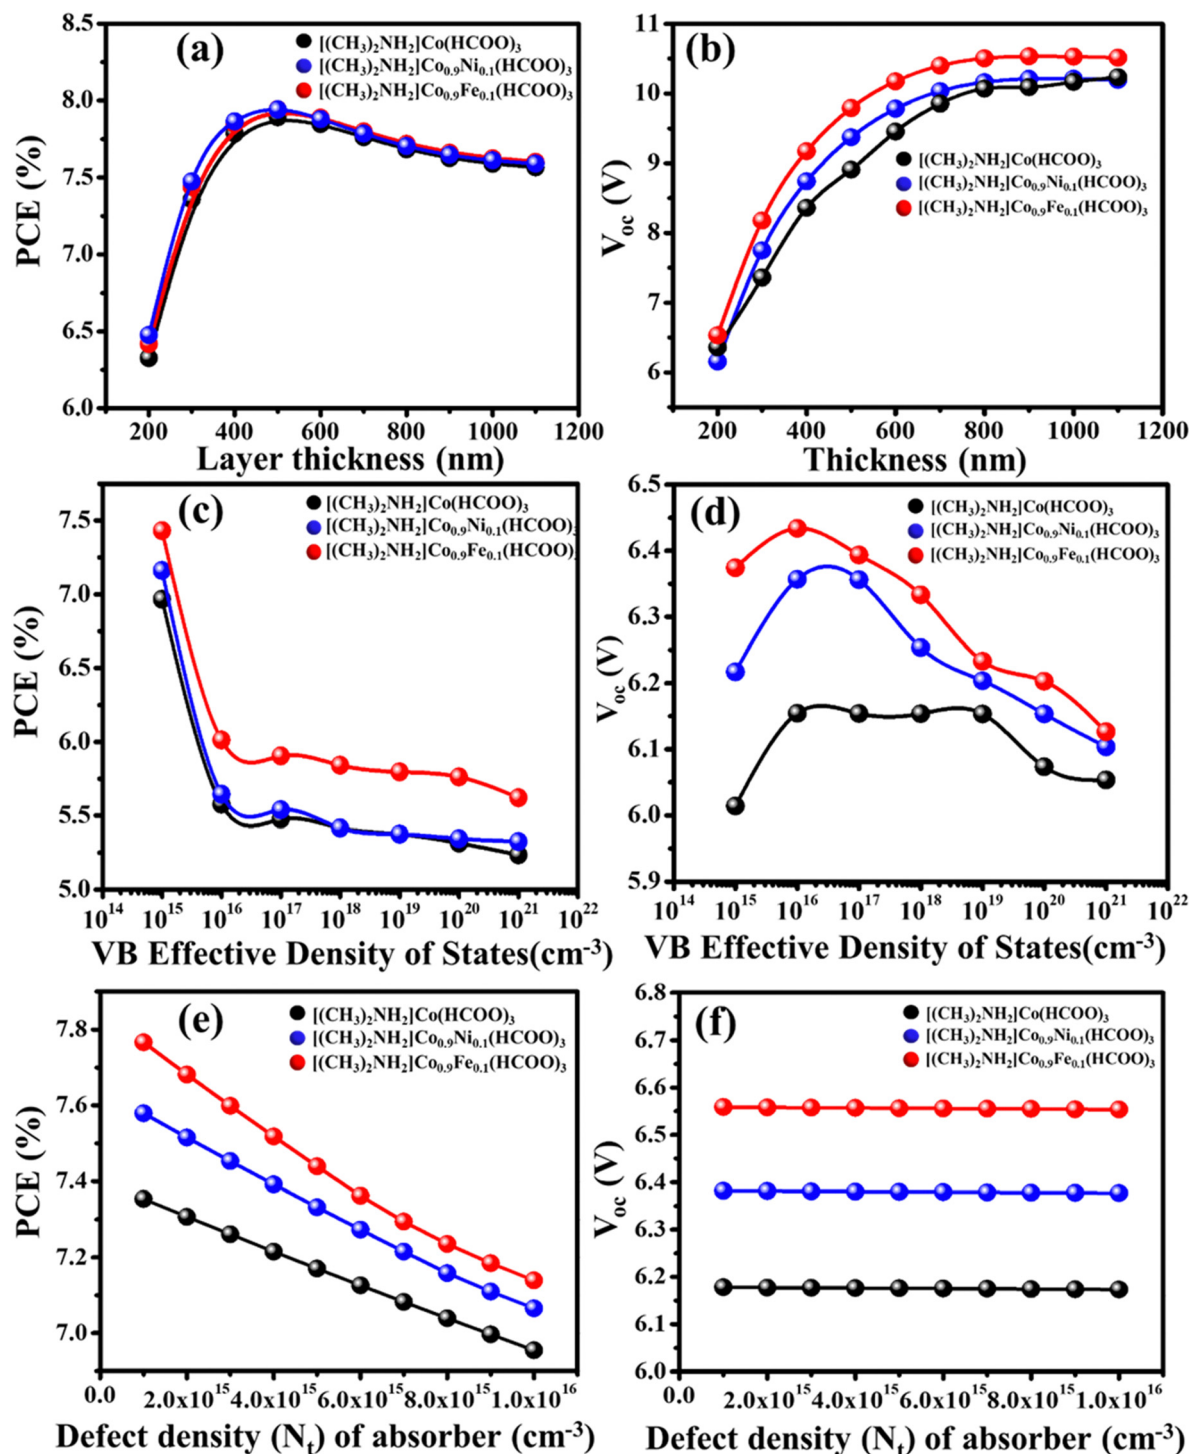 (a)
[(CH3)2NH2]Co(HCOO)3
[(CH3)2NH2]Co0.9Ni0.1(HCOO)3
[(CH3)2NH2]Co0.9Fe0.1(HCOO)3
PCE (%)
8.5
8.0
7.5
7.0
6.5
6.0
200 400 600 800 1000 1200
Layer thickness (nm)
(b)
[(CH3)2NH2]Co(HCOO)3
[(CH3)2NH2]Co0.9Ni0.1(HCOO)3
[(CH3)2NH2]Co0.9Fe0.1(HCOO)3
Voc (V)
11
10
9
8
7
6
200 400 600 800 1000 1200
Thickness (nm)
(c)
[(CH3)2NH2]Co(HCOO)3
[(CH3)2NH2]Co0.9Ni0.1(HCOO)3
[(CH3)2NH2]Co0.9Fe0.1(HCOO)3
PCE (%)
7.5
7.0
6.5
6.0
5.5
5.0
10^14 10^15 10^16 10^17 10^18 10^19 10^20 10^21 10^22
VB Effective Density of States(cm-3)
(d)
[(CH3)2NH2]Co(HCOO)3
[(CH3)2NH2]Co0.9Ni0.1(HCOO)3
[(CH3)2NH2]Co0.9Fe0.1(HCOO)3
Voc (V)
6.5
6.4
6.3
6.2
6.1
6.0
5.9
10^14 10^15 10^16 10^17 10^18 10^19 10^20 10^21 10^22
VB Effective Density of States(cm-3)
(e)
[(CH3)2NH2]Co(HCOO)3
[(CH3)2NH2]Co0.9Ni0.1(HCOO)3
[(CH3)2NH2]Co0.9Fe0.1(HCOO)3
PCE (%)
7.8
7.6
7.4
7.2
7.0
0.0 2.0x10^15 4.0x10^15 6.0x10^15 8.0x10^15 1.0x10^16
Defect density (Nt) of absorber (cm-3)
(f)
[(CH3)2NH2]Co(HCOO)3
[(CH3)2NH2]Co0.9Ni0.1(HCOO)3
[(CH3)2NH2]Co0.9Fe0.1(HCOO)3
Voc (V)
6.8
6.7
6.6
6.5
6.4
6.3
6.2
6.1
6.0
0.0 2.0x10^15 4.0x10^15 6.0x10^15 8.0x10^15 1.0x10^16
Defect density (Nt) of absorber (cm-3)